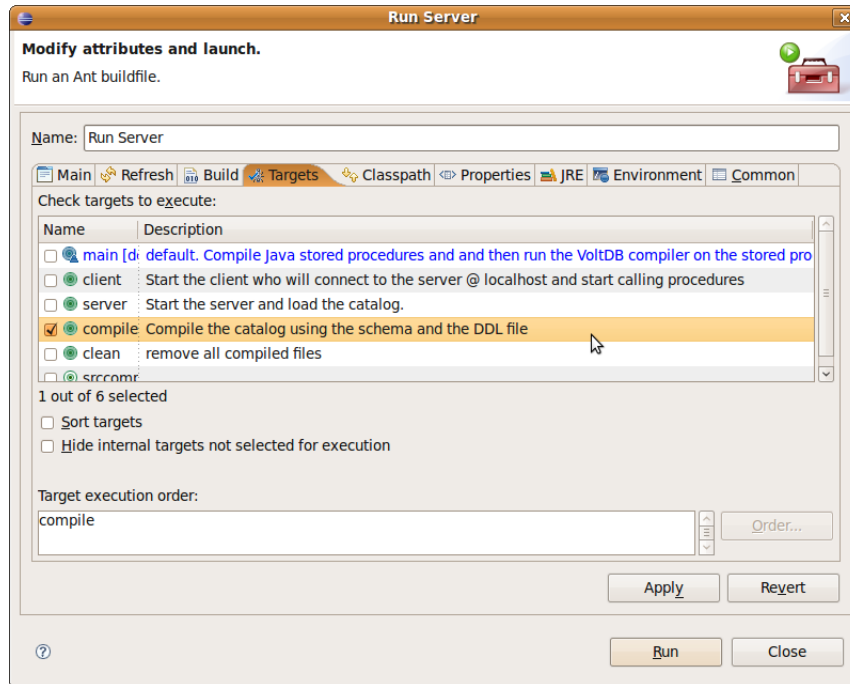 Run Server
Modify attributes and launch.
Run an Ant buildfile.
Name: Run Server
Main Refresh Build Targets Classpath Properties JRE Environment Common
Check targets to execute:
Name Description
main [de default. Compile Java stored procedures and and then run the VoltDB compiler on the stored pro
client Start the client who will connect to the server @ localhost and start calling procedures
server Start the server and load the catalog.
compile Compile the catalog using the schema and the DDL file
clean remove all compiled files
srccomp
1 out of 6 selected
Sort targets
Hide internal targets not selected for execution
Target execution order:
compile
Order...
Apply Revert
Run Close